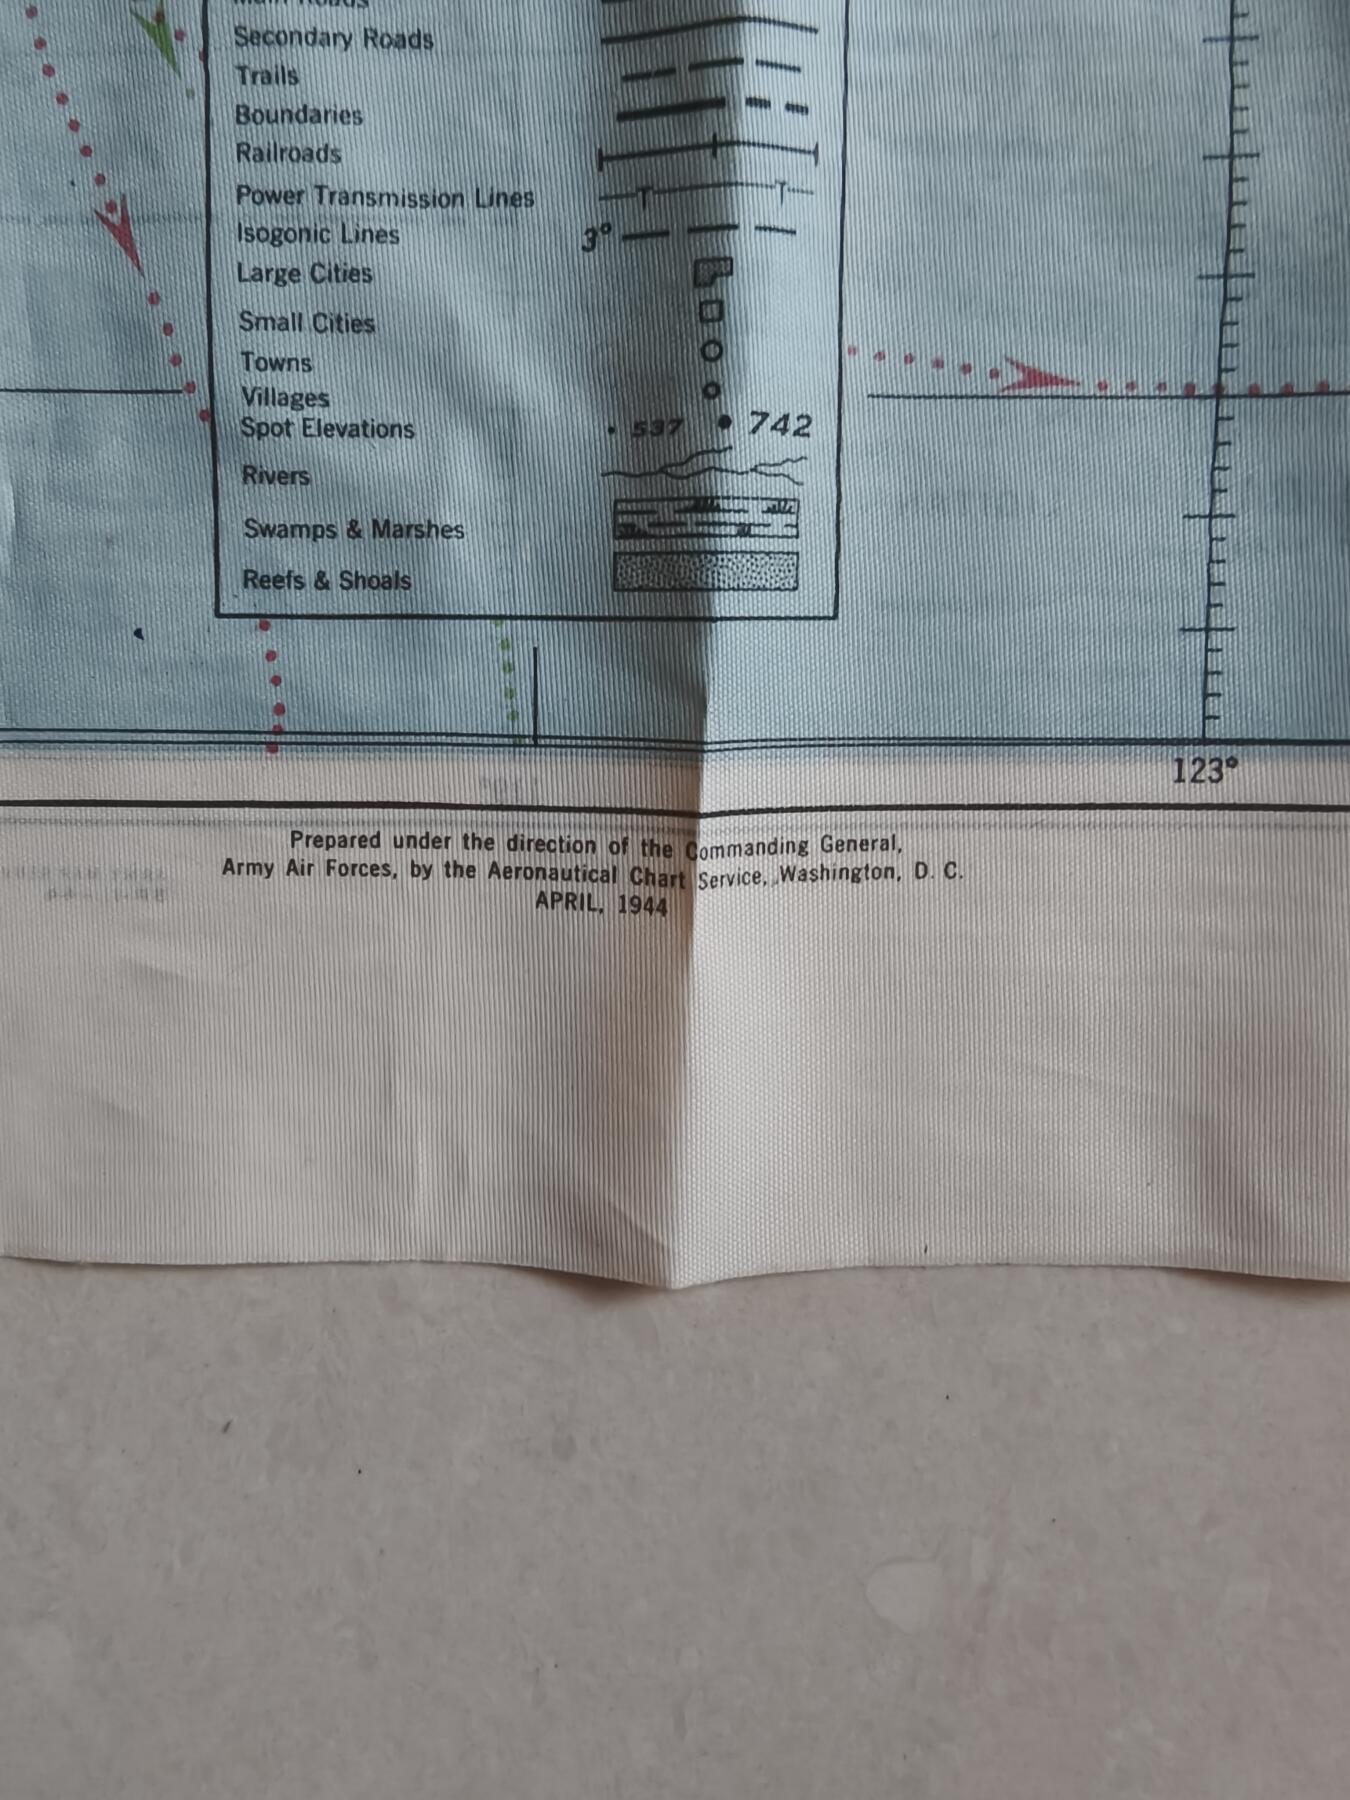 Main Roads
Secondary Roads
Trails
Boundaries
Railroads
Power Transmission Lines
Isogonic Lines 3°
Large Cities
Small Cities
Towns
Villages
Spot Elevations 537 742
Rivers
Swamps & Marshes
Reefs & Shoals
123°
Prepared under the direction of the Commanding General,
Army Air Forces, by the Aeronautical Chart Service, Washington, D. C.
APRIL, 1944